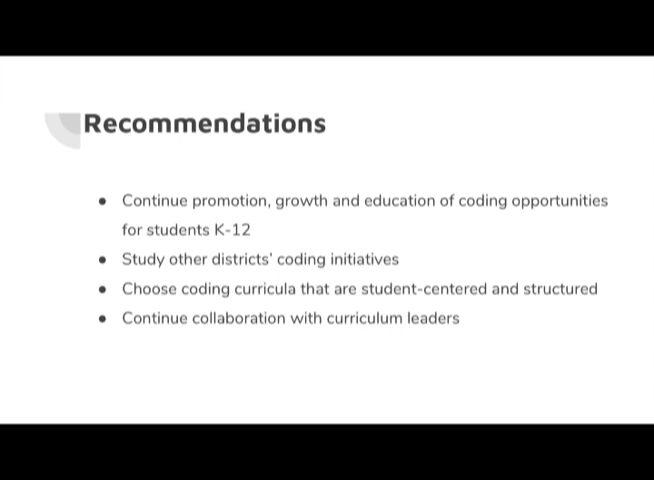 Recommendations
● Continue promotion, growth and education of coding opportunities
for students K-12
● Study other districts' coding initiatives
● Choose coding curricula that are student-centered and structured
● Continue collaboration with curriculum leaders